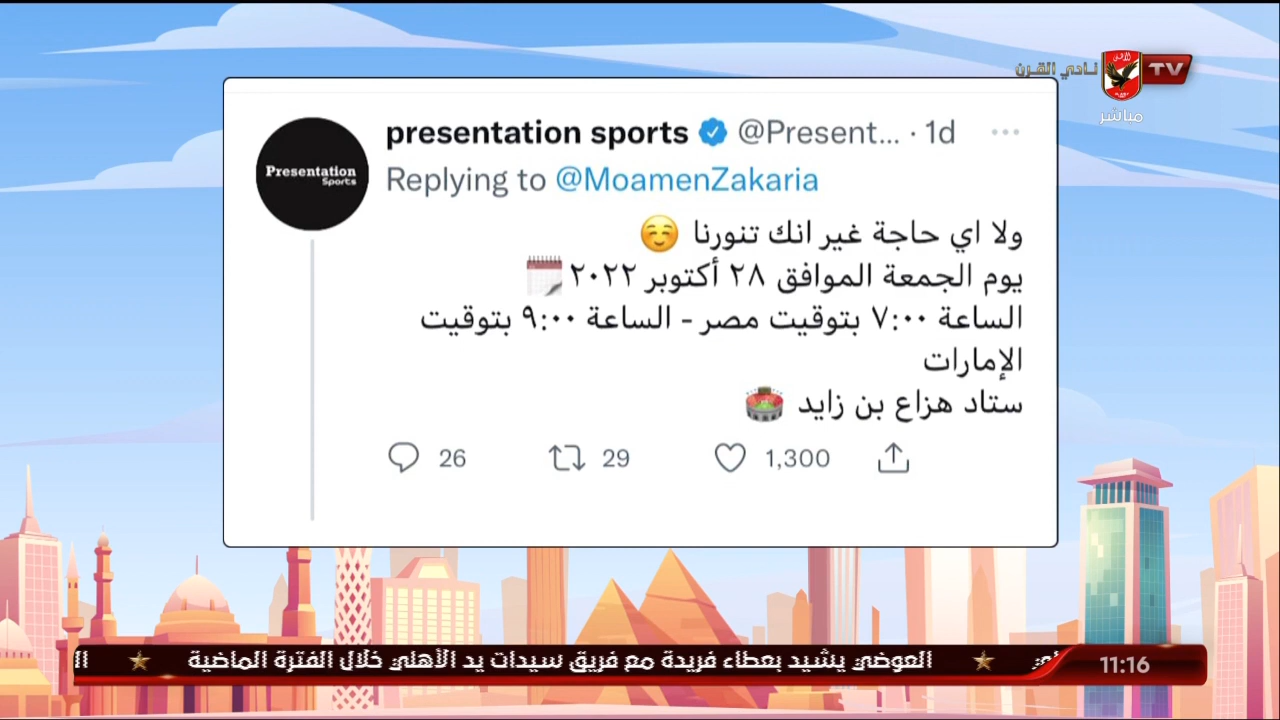 نادي القرن
TV
مباشر
Presentation
Sports
presentation sports @Present... · 1d
Replying to @MoamenZakaria
ولا اي حاجة غير انك تنورنا ☺️
يوم الجمعة الموافق ٢٨ أكتوبر ٢٠٢٢ 🗓️
الساعة ٧:٠٠ بتوقيت مصر - الساعة ٩:٠٠ بتوقيت
الإمارات
ستاد هزاع بن زايد 🏟️
26 29 1,300
العوضي يشيد بعطاء فريدة مع فريق سيدات يد الأهلي خلال الفترة الماضية
11:16